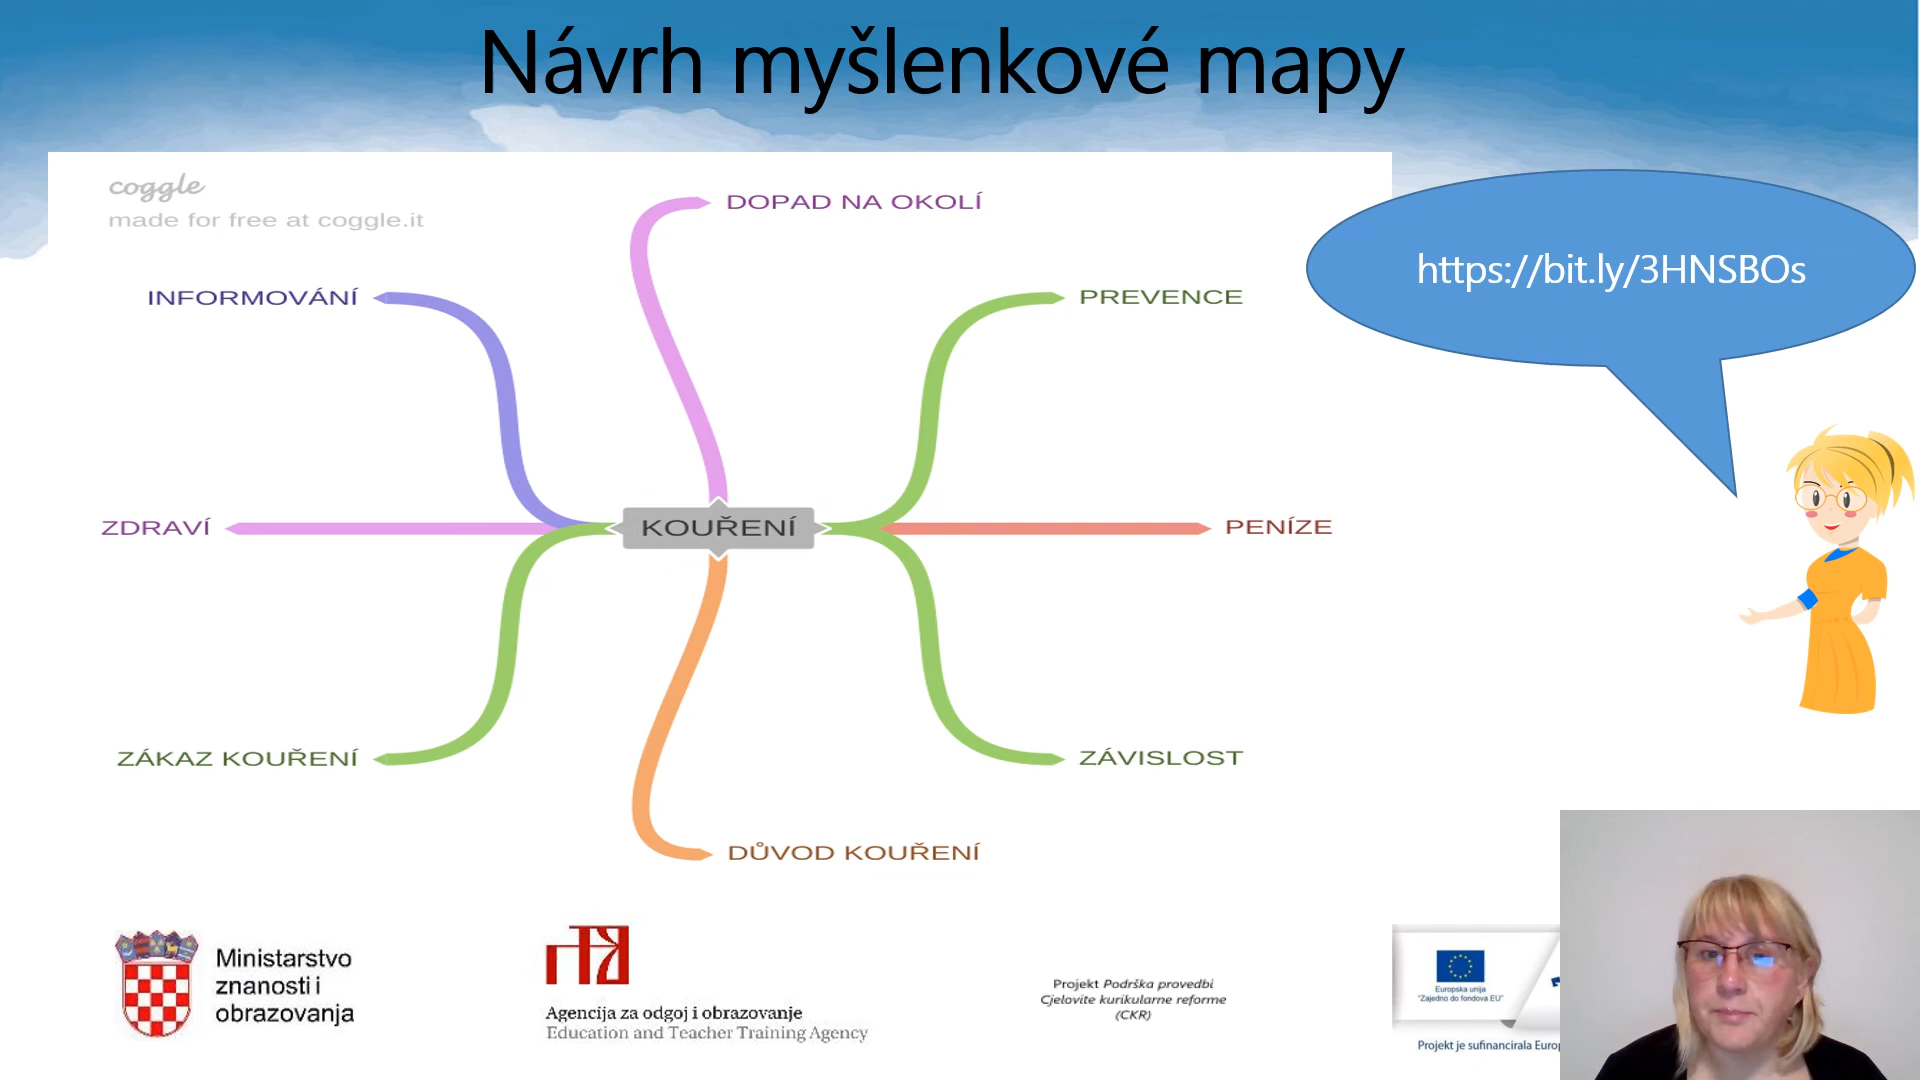 Návrh myšlenkové mapy
coggle
made for free at coggle.it
DOPAD NA OKOLÍ
INFORMOVÁNÍ
PREVENCE
https://bit.ly/3HNSBOs
ZDRAVÍ
KOUŘENÍ
PENÍZE
ZÁKAZ KOUŘENÍ
ZÁVISLOST
DŮVOD KOUŘENÍ
Ministarstvo
znanosti i
obrazovanja
Agencija za odgoj i obrazovanje
Education and Teacher Training Agency
Projekt Podrška provedbi
Cjelovite kurikularne reforme
(CKR)
Europska unija
"Zajedno do fondova EU"
Projekt je sufinancirala Europ